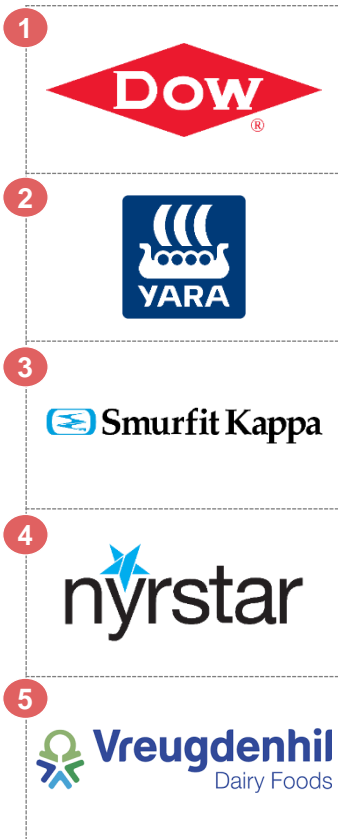 1
Dow
®
2
YARA
3
Smurfit Kappa
4
nyrstar
5
Vreugdenhil
Dairy Foods